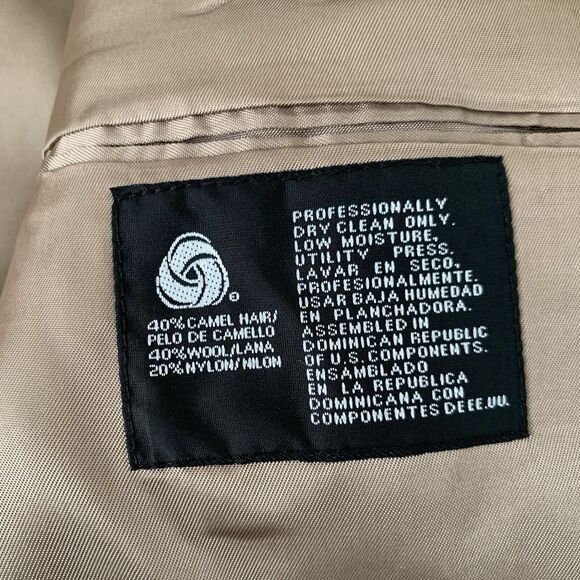 40% CAMEL HAIR/
PELO DE CAMELLO
40% WOOL/LANA
20% NYLON/NILON
PROFESSIONALLY
DRY CLEAN ONLY.
LOW MOISTURE,
UTILITY PRESS.
LAVAR EN SECO,
PROFESIONALMENTE.
USAR BAJA HUMEDAD
EN PLANCHADORA.
ASSEMBLED IN
DOMINICAN REPUBLIC
OF U.S. COMPONENTS.
ENSAMBLADO
EN LA REPUBLICA
DOMINICANA CON
COMPONENTES DE EE.UU.